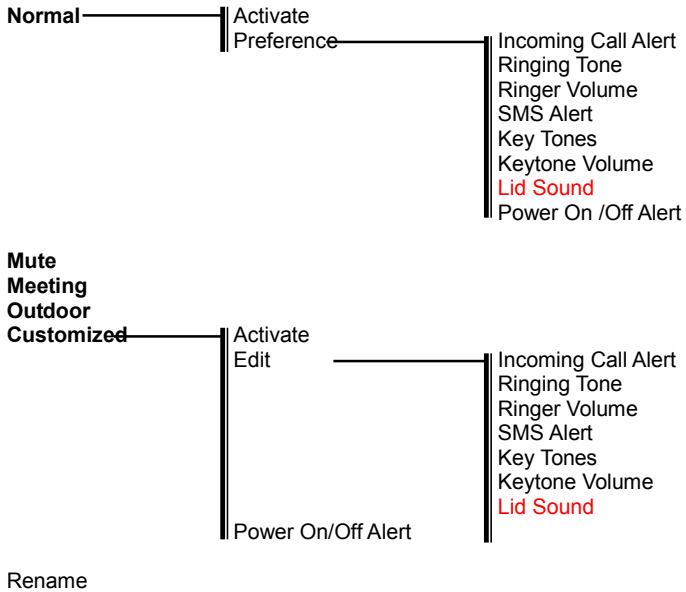 Normal Activate
Preference Incoming Call Alert
Ringing Tone
Ringer Volume
SMS Alert
Key Tones
Keytone Volume
Lid Sound
Power On /Off Alert
Mute
Meeting
Outdoor
Customized Activate
Edit Incoming Call Alert
Ringing Tone
Ringer Volume
SMS Alert
Key Tones
Keytone Volume
Lid Sound
Power On/Off Alert
Rename